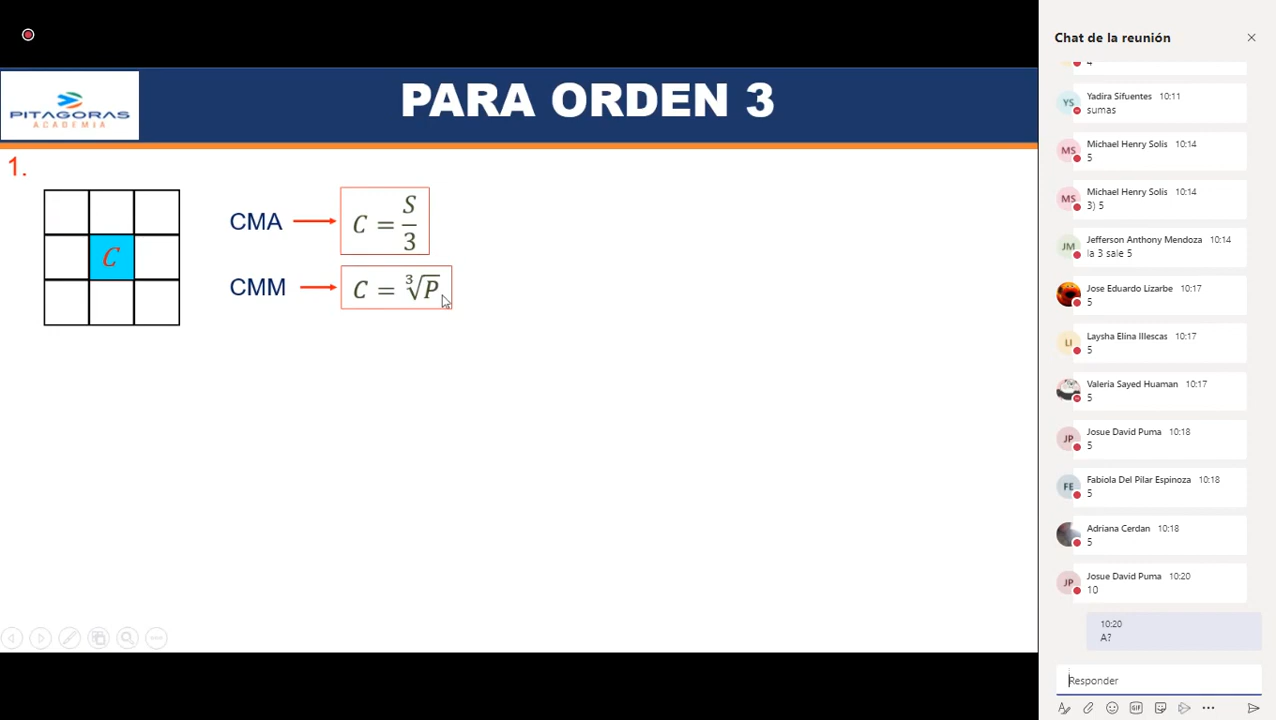 PITAGORAS
ACADEMIA
PARA ORDEN 3
1.
C
CMA
C = S/3
CMM
C = ∛P
Chat de la reunión
4
YS
Yadira Sifuentes 10:11
sumas
MS
Michael Henry Solis 10:14
5
MS
Michael Henry Solis 10:14
3) 5
JM
Jefferson Anthony Mendoza 10:14
la 3 sale 5
Jose Eduardo Lizarbe 10:17
5
LI
Laysha Elina Illescas 10:17
5
Valeria Sayed Huaman 10:17
5
JP
Josue David Puma 10:18
5
FE
Fabiola Del Pilar Espinoza 10:18
5
Adriana Cerdan 10:18
5
JP
Josue David Puma 10:20
10
10:20
A?
Responder
GIF